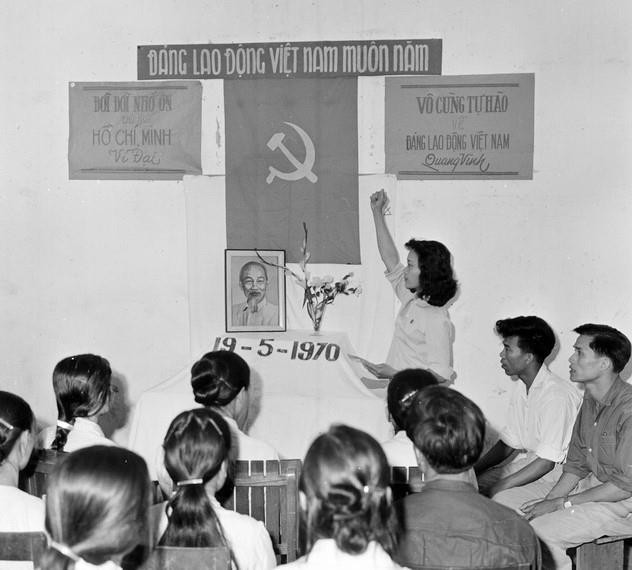 ĐẢNG LAO ĐỘNG VIỆT NAM MUÔN NĂM
ĐỜI ĐỜI NHỚ ƠN
HỒ CHÍ MINH
Vĩ Đại
VÔ CÙNG TỰ HÀO
VỀ
ĐẢNG LAO ĐỘNG VIỆT NAM
Quang Vinh
19-5-1970